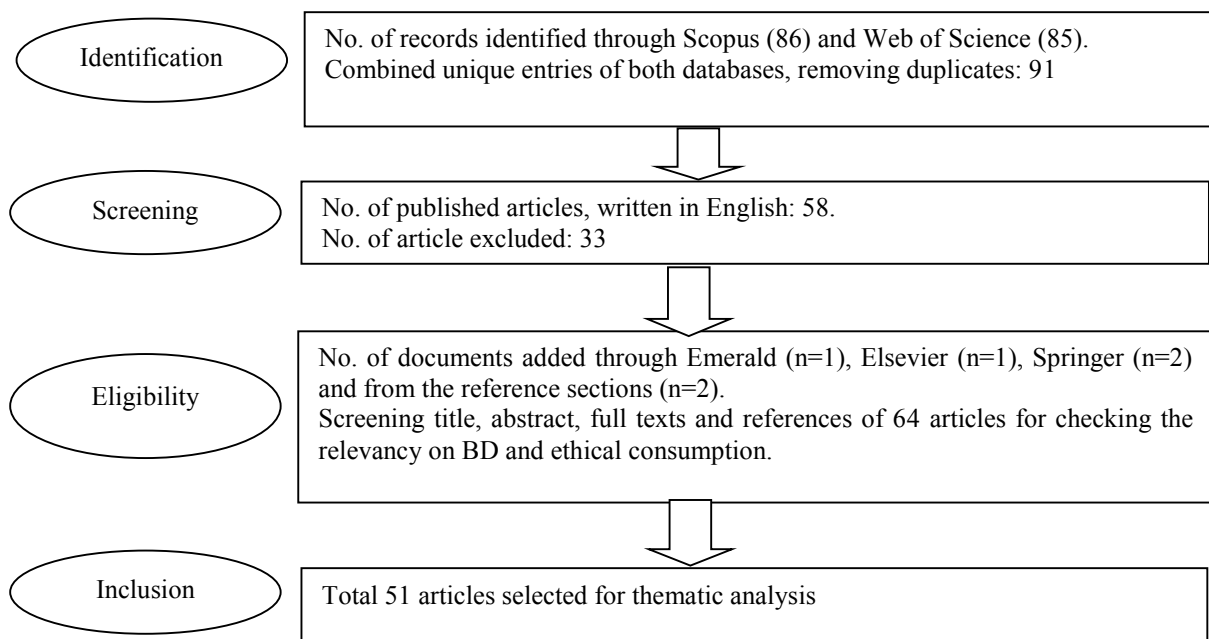 Identification
No. of records identified through Scopus (86) and Web of Science (85).
Combined unique entries of both databases, removing duplicates: 91
Screening
No. of published articles, written in English: 58.
No. of article excluded: 33
Eligibility
No. of documents added through Emerald (n=1), Elsevier (n=1), Springer (n=2)
and from the reference sections (n=2).
Screening title, abstract, full texts and references of 64 articles for checking the
relevancy on BD and ethical consumption.
Inclusion
Total 51 articles selected for thematic analysis